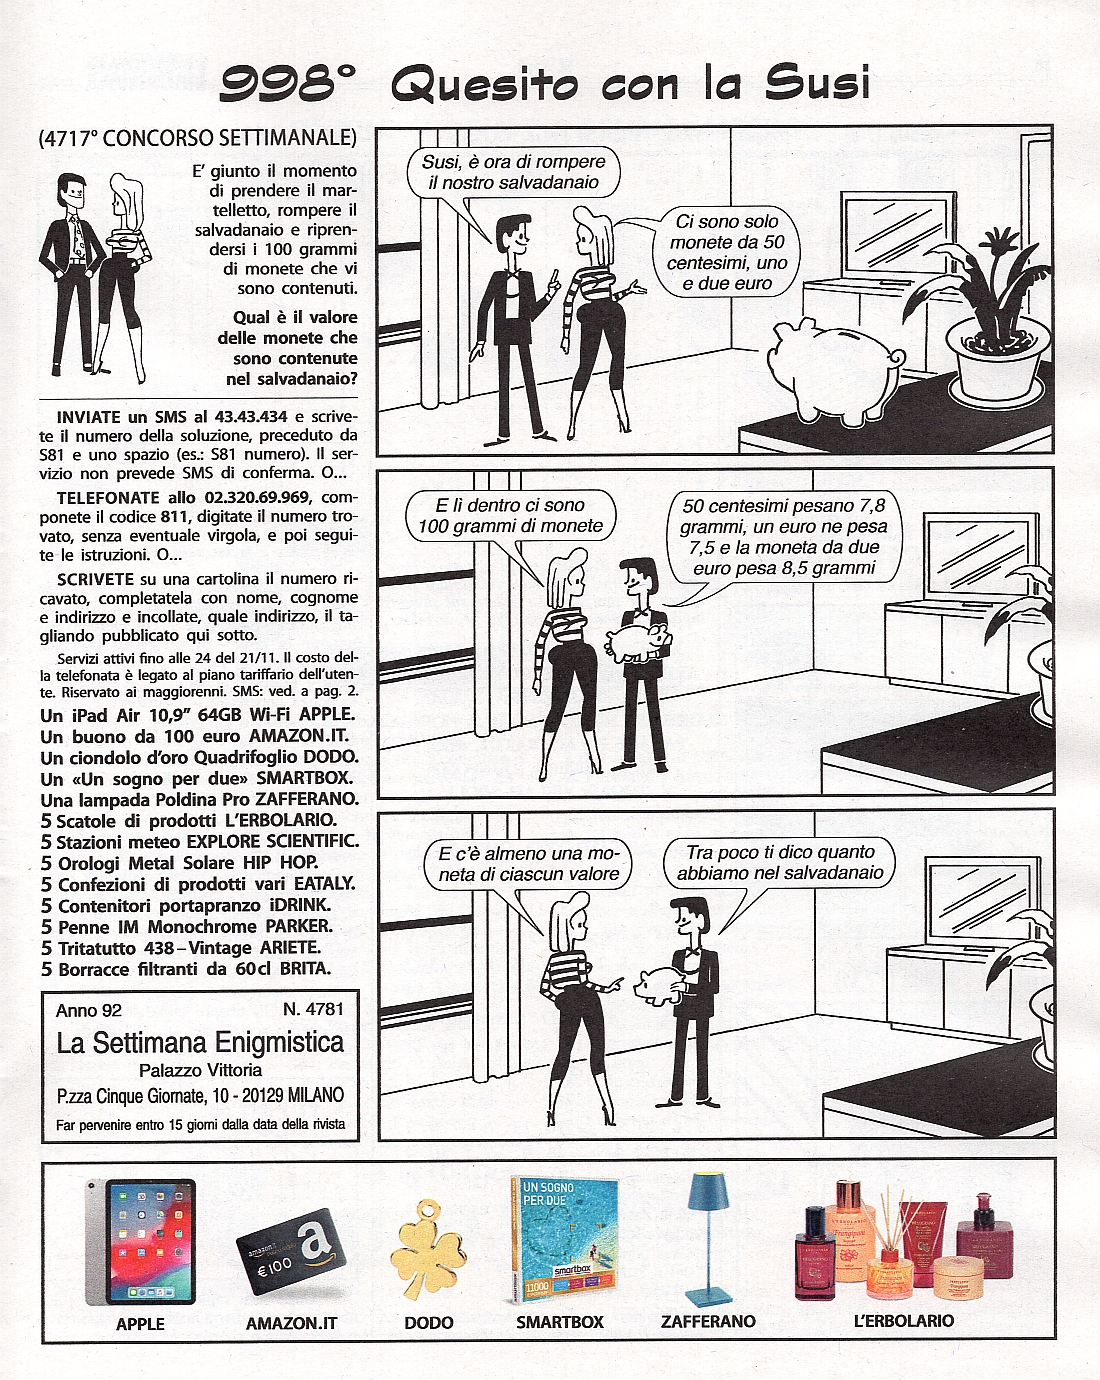 998° Quesito con la Susi
(4717° CONCORSO SETTIMANALE)
E' giunto il momento
di prendere il mar-
telletto, rompere il
salvadanaio e ripren-
dersi i 100 grammi
di monete che vi
sono contenuti.
Qual è il valore
delle monete che
sono contenute
nel salvadanaio?
INVIATE un SMS al 43.43.434 e scrive-
te il numero della soluzione, preceduto da
S81 e uno spazio (es.: S81 numero). Il ser-
vizio non prevede SMS di conferma. O...
TELEFONATE allo 02.320.69.969, com-
ponete il codice 811, digitate il numero tro-
vato, senza eventuale virgola, e poi segui-
te le istruzioni. O...
SCRIVETE su una cartolina il numero ri-
cavato, completatela con nome, cognome
e indirizzo e incollate, quale indirizzo, il ta-
gliando pubblicato qui sotto.
Servizi attivi fino alle 24 del 21/11. Il costo del-
la telefonata è legato al piano tariffario dell'uten-
te. Riservato ai maggiorenni. SMS: ved. a pag. 2.
Un iPad Air 10,9” 64GB Wi-Fi APPLE.
Un buono da 100 euro AMAZON.IT.
Un ciondolo d'oro Quadrifoglio DODO.
Un «Un sogno per due» SMARTBOX.
Una lampada Poldina Pro ZAFFERANO.
5 Scatole di prodotti L'ERBOLARIO.
5 Stazioni meteo EXPLORE SCIENTIFIC.
5 Orologi Metal Solare HIP HOP.
5 Confezioni di prodotti vari EATALY.
5 Contenitori portapranzo iDRINK.
5 Penne IM Monochrome PARKER.
5 Tritatutto 438–Vintage ARIETE.
5 Borracce filtranti da 60cl BRITA.
Anno 92 N. 4781
La Settimana Enigmistica
Palazzo Vittoria
P.zza Cinque Giornate, 10 - 20129 MILANO
Far pervenire entro 15 giorni dalla data della rivista
Susi, è ora di rompere
il nostro salvadanaio
Ci sono solo
monete da 50
centesimi, uno
e due euro
E lì dentro ci sono
100 grammi di monete
50 centesimi pesano 7,8
grammi, un euro ne pesa
7,5 e la moneta da due
euro pesa 8,5 grammi
E c'è almeno una mo-
neta di ciascun valore
Tra poco ti dico quanto
abbiamo nel salvadanaio
amazon
a
€100
UN SOGNO
PER DUE
smartbox
11000
APPLE
AMAZON.IT
DODO
SMARTBOX
ZAFFERANO
L'ERBOLARIO